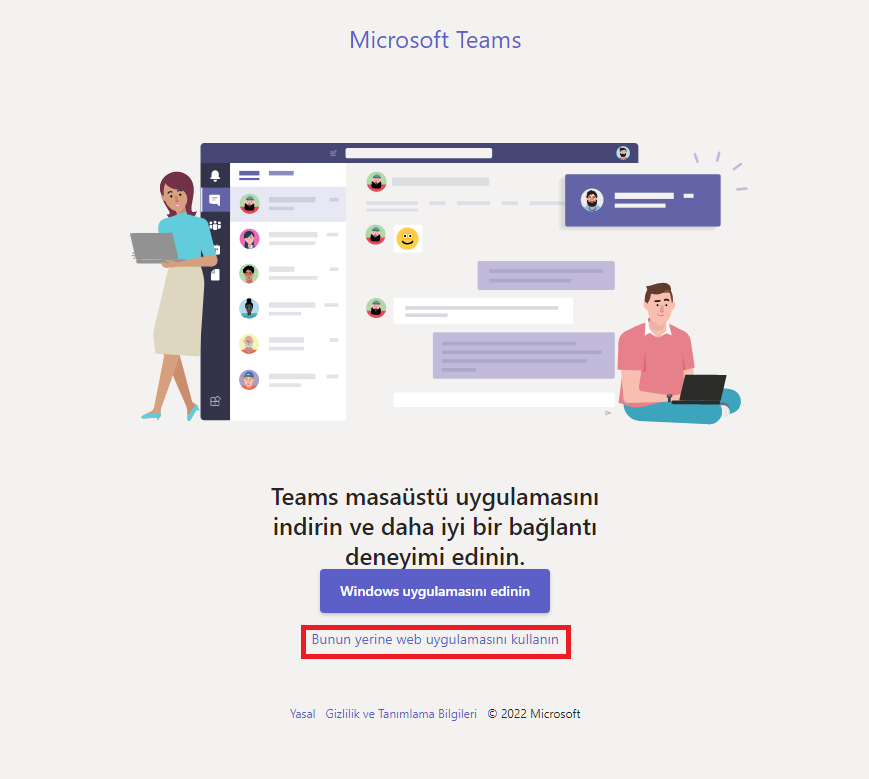 Microsoft Teams
Teams masaüstü uygulamasını
indirin ve daha iyi bir bağlantı
deneyimi edinin.
Windows uygulamasını edinin
Bunun yerine web uygulamasını kullanın
Yasal Gizlilik ve Tanımlama Bilgileri © 2022 Microsoft